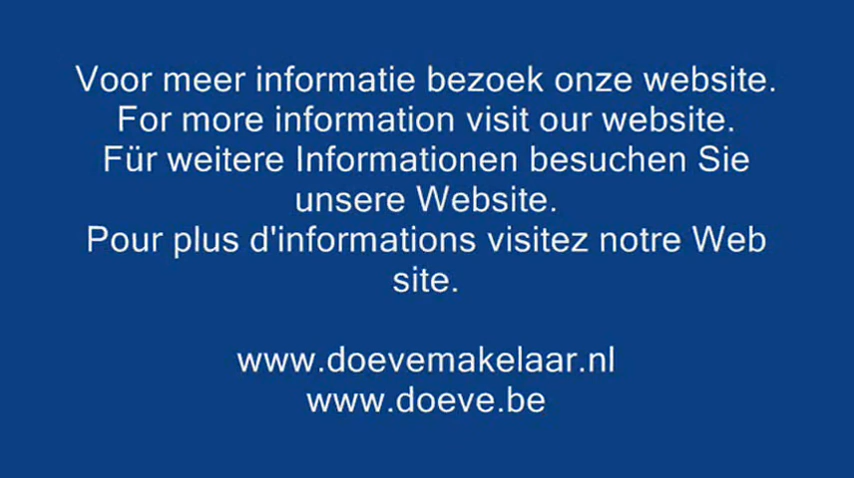 Voor meer informatie bezoek onze website.
For more information visit our website.
Für weitere Informationen besuchen Sie
unsere Website.
Pour plus d'informations visitez notre Web
site.
www.doevemakelaar.nl
www.doeve.be